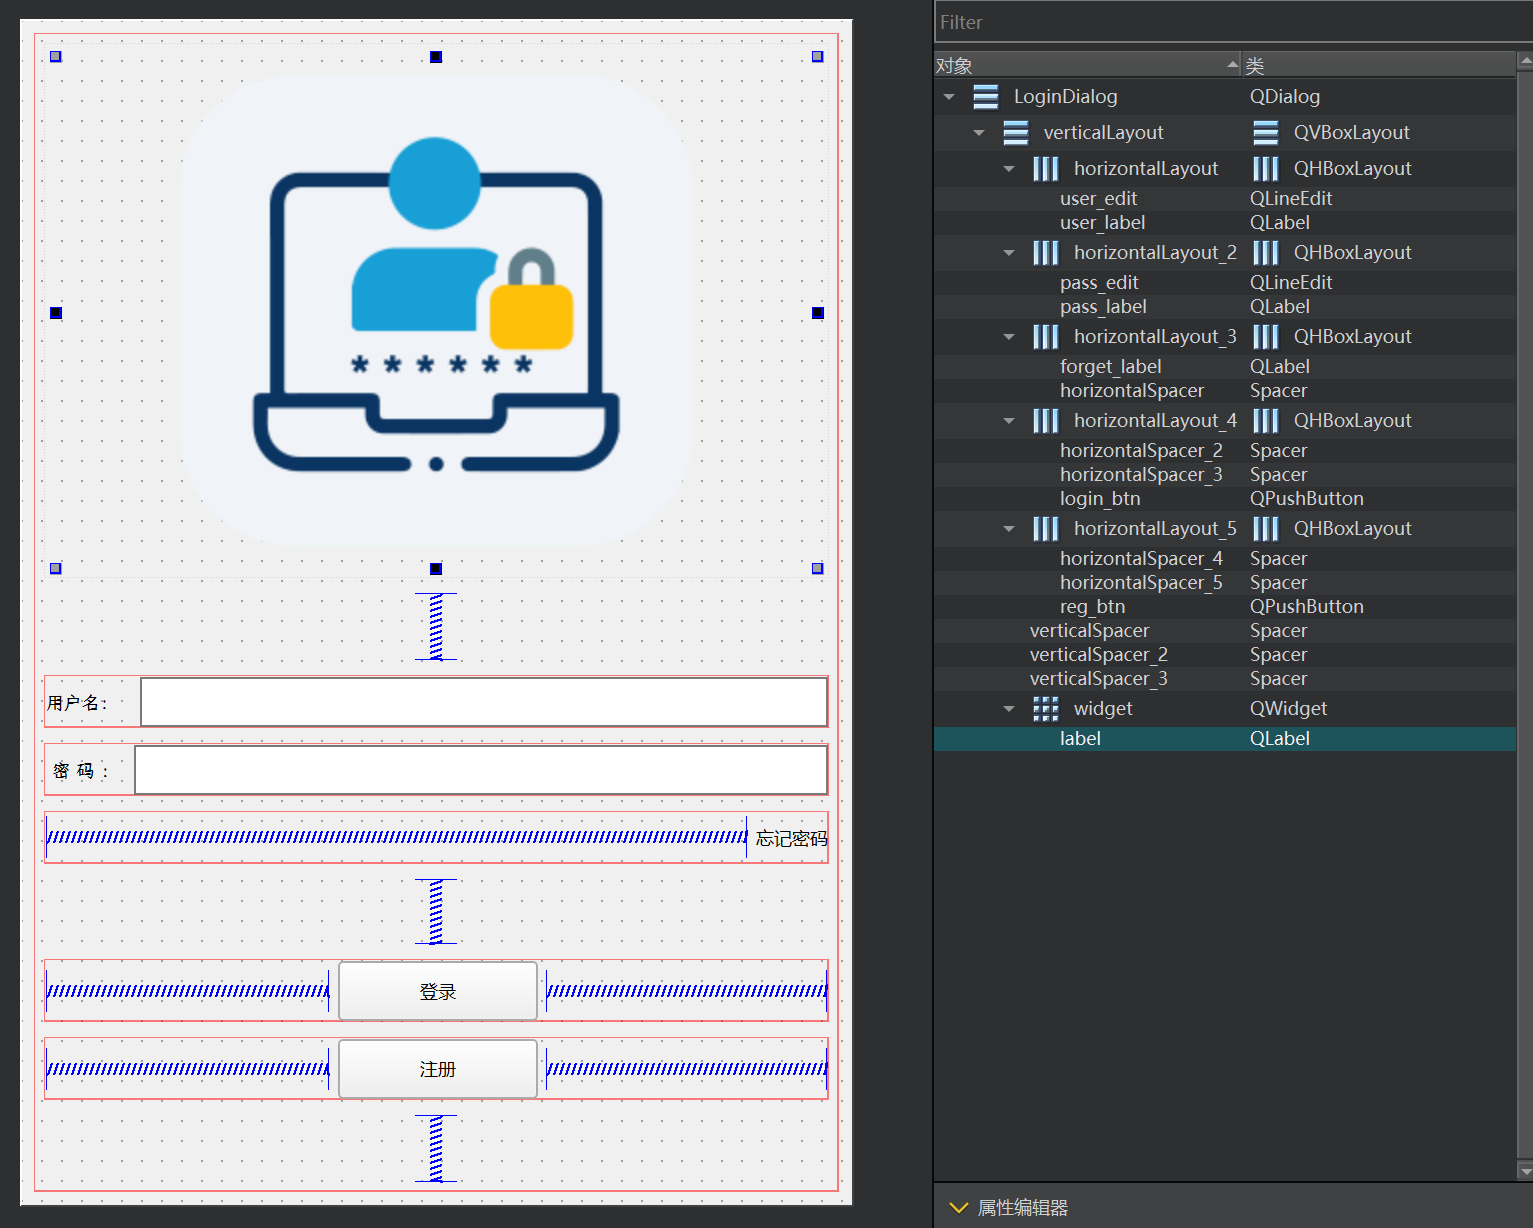 * * * * * *
用户名：
密 码 ：
忘记密码
登录
注册
Filter
对象 类
LoginDialog QDialog
verticalLayout QVBoxLayout
horizontalLayout QHBoxLayout
user_edit QLineEdit
user_label QLabel
horizontalLayout_2 QHBoxLayout
pass_edit QLineEdit
pass_label QLabel
horizontalLayout_3 QHBoxLayout
forget_label QLabel
horizontalSpacer Spacer
horizontalLayout_4 QHBoxLayout
horizontalSpacer_2 Spacer
horizontalSpacer_3 Spacer
login_btn QPushButton
horizontalLayout_5 QHBoxLayout
horizontalSpacer_4 Spacer
horizontalSpacer_5 Spacer
reg_btn QPushButton
verticalSpacer Spacer
verticalSpacer_2 Spacer
verticalSpacer_3 Spacer
widget QWidget
label QLabel
属性编辑器